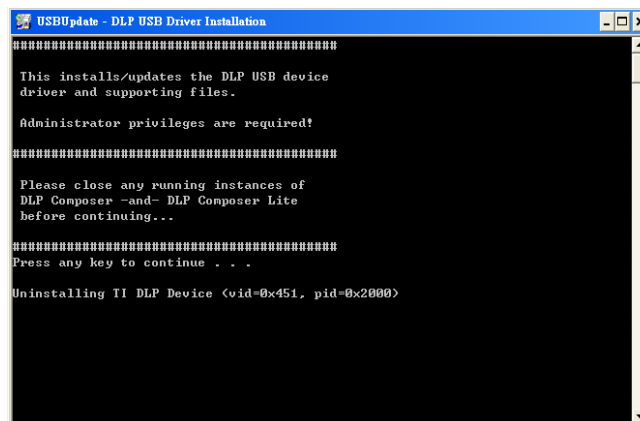 USBUpdate - DLP USB Driver Installation
##########################################
This installs/updates the DLP USB device
driver and supporting files.
Administrator privileges are required!
##########################################
Please close any running instances of
DLP Composer -and- DLP Composer Lite
before continuing...
##########################################
Press any key to continue . . .
Uninstalling TI DLP Device (vid=0x451, pid=0x2000)